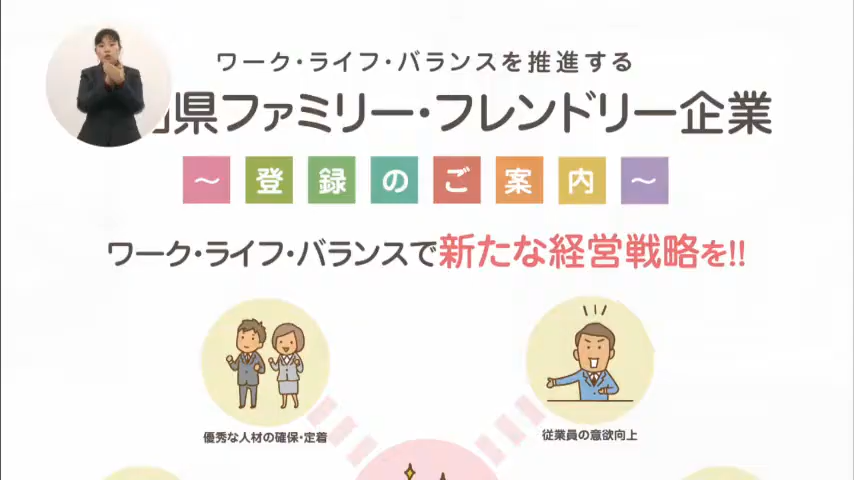 ワーク・ライフ・バランスを推進する
県ファミリー・フレンドリー企業
～登録のご案内～
ワーク・ライフ・バランスで新たな経営戦略を!!
優秀な人材の確保・定着
従業員の意欲向上